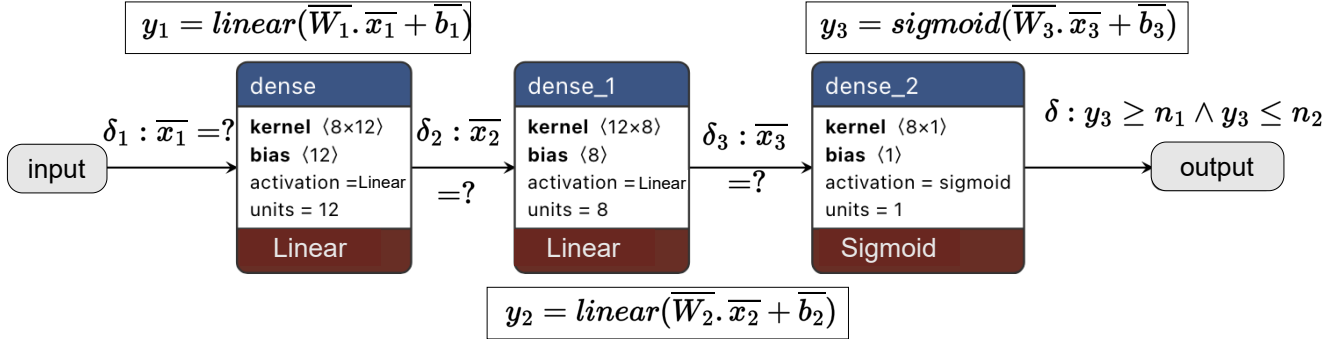 y₁ = linear(W̅₁. x̅₁ + b̅₁)
y₃ = sigmoid(W̅₃. x̅₃ + b̅₃)
input
δ₁ : x̅₁ =?
dense
kernel ⟨8×12⟩
bias ⟨12⟩
activation =Linear
units = 12
Linear
δ₂ : x̅₂
=?
dense_1
kernel ⟨12×8⟩
bias ⟨8⟩
activation =Linear
units = 8
Linear
δ₃ : x̅₃
=?
dense_2
kernel ⟨8×1⟩
bias ⟨1⟩
activation = sigmoid
units = 1
Sigmoid
δ : y₃ ≥ n₁ ∧ y₃ ≤ n₂
output
y₂ = linear(W̅₂. x̅₂ + b̅₂)